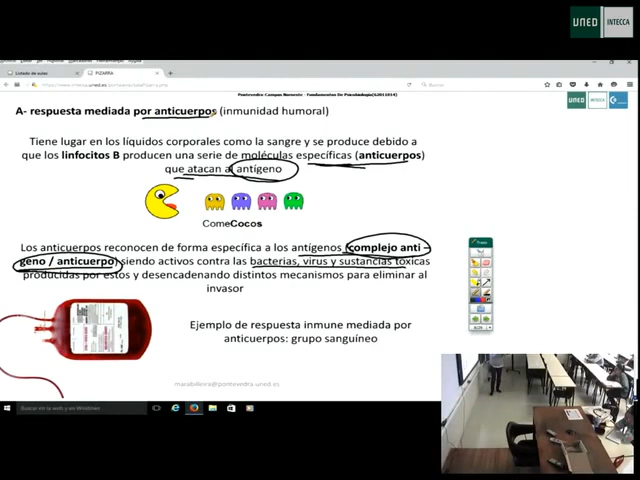 UNED
INTECCA
Listado de aulas
PIZARRA
Pontevedra-Campus Noroeste - Fundamentos De Psicobiología
Buscar
UNED
INTECCA
A- respuesta mediada por anticuerpos (inmunidad humoral)
Tiene lugar en los líquidos corporales como la sangre y se produce debido a
que los linfocitos B producen una serie de moléculas específicas (anticuerpos)
que atacan al antígeno
ComeCocos
Los anticuerpos reconocen de forma específica a los antígenos (complejo anti –
geno / anticuerpo) siendo activos contra las bacterias, virus y sustancias tóxicas
producidas por estos y desencadenando distintos mecanismos para eliminar al
invasor
Ejemplo de respuesta inmune mediada por
anticuerpos: grupo sanguíneo
Buscar en la web y en Windows